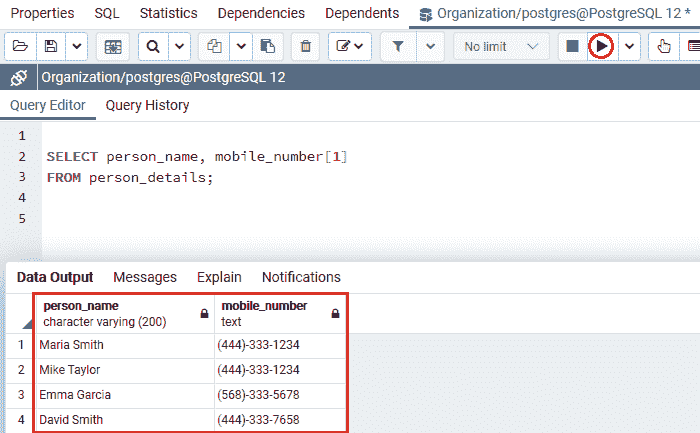 Properties SQL Statistics Dependencies Dependents Organization/postgres@PostgreSQL 12 *
No limit
Organization/postgres@PostgreSQL 12
Query Editor Query History
1
2 SELECT person_name, mobile_number[1]
3 FROM person_details;
4
5
Data Output Messages Explain Notifications
person_name mobile_number
character varying (200) text
1 Maria Smith (444)-333-1234
2 Mike Taylor (444)-333-1234
3 Emma Garcia (568)-333-5678
4 David Smith (444)-333-7658